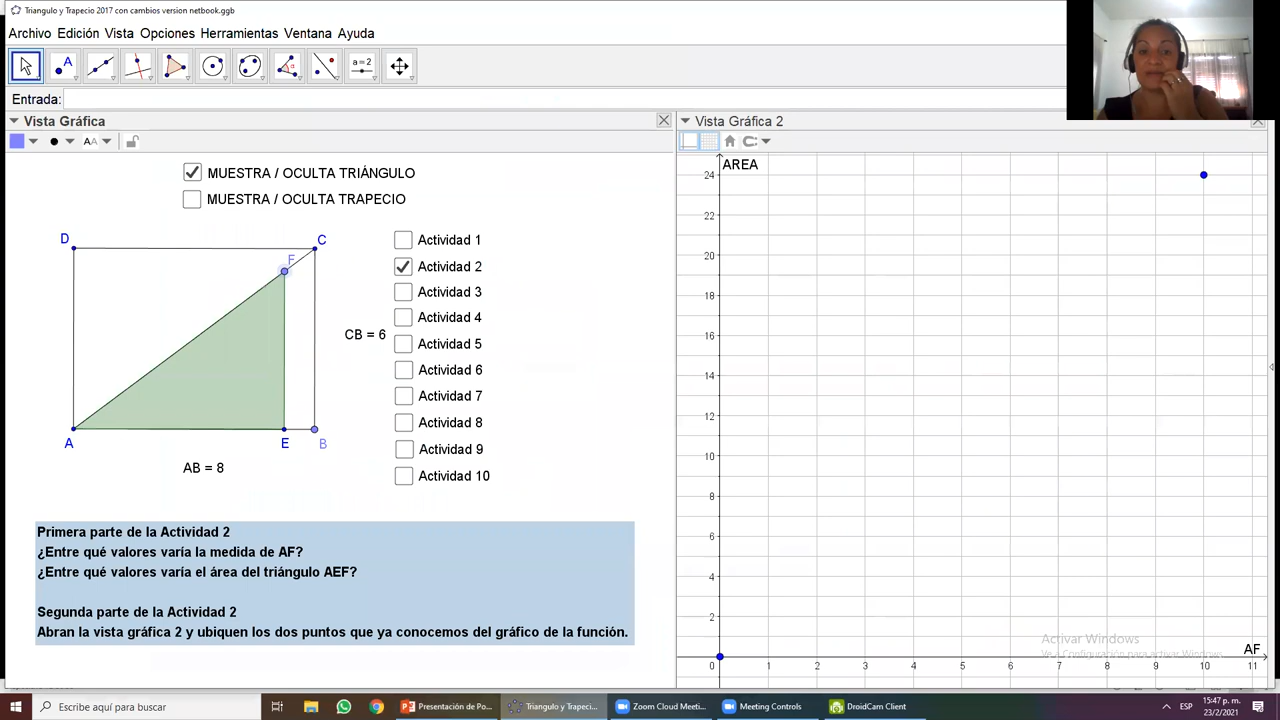 Triangulo y Trapecio 2017 con cambios version netbook.ggb
Archivo Edición Vista Opciones Herramientas Ventana Ayuda
A
a = 2
Entrada:
Vista Gráfica
AA
MUESTRA / OCULTA TRIÁNGULO
MUESTRA / OCULTA TRAPECIO
D
C
F
CB = 6
A
E
B
AB = 8
Actividad 1
Actividad 2
Actividad 3
Actividad 4
Actividad 5
Actividad 6
Actividad 7
Actividad 8
Actividad 9
Actividad 10
Primera parte de la Actividad 2
¿Entre qué valores varía la medida de AF?
¿Entre qué valores varía el área del triángulo AEF?
Segunda parte de la Actividad 2
Abran la vista gráfica 2 y ubiquen los dos puntos que ya conocemos del gráfico de la función.
Vista Gráfica 2
AREA
24
22
20
18
16
14
12
10
8
6
4
2
0 1 2 3 4 5 6 7 8 9 10 11
AF
Activar Windows
Ve a Configuración para activar Windows.
Escribe aquí para buscar
Presentación de Po...
Triangulo y Trapeci...
Zoom Cloud Meeti...
Meeting Controls
DroidCam Client
ESP
15:47 p. m.
23/2/2021